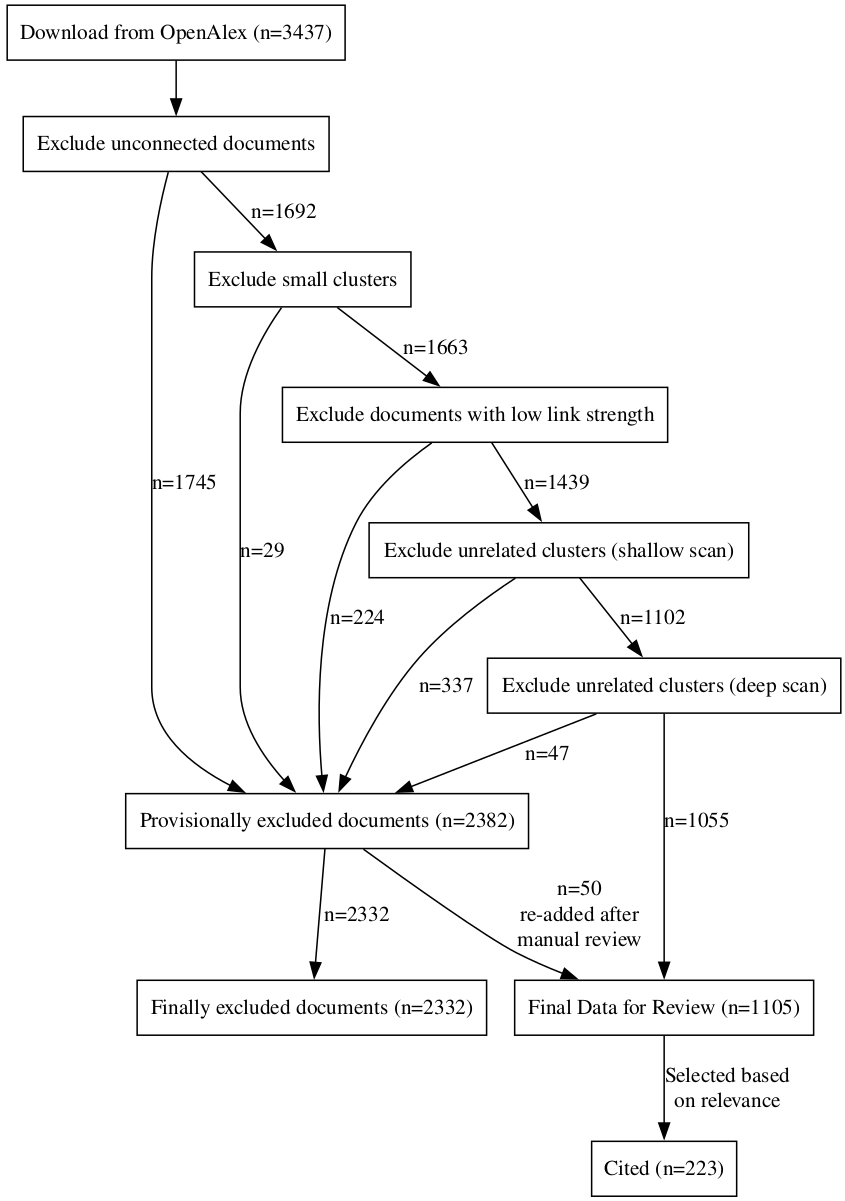 Download from OpenAlex (n=3437)
Exclude unconnected documents
n=1692
Exclude small clusters
n=1663
Exclude documents with low link strength
n=1745
n=1439
n=29
Exclude unrelated clusters (shallow scan)
n=224
n=1102
n=337
Exclude unrelated clusters (deep scan)
n=47
Provisionally excluded documents (n=2382)
n=1055
n=50
re-added after
manual review
n=2332
Finally excluded documents (n=2332)
Final Data for Review (n=1105)
Selected based
on relevance
Cited (n=223)